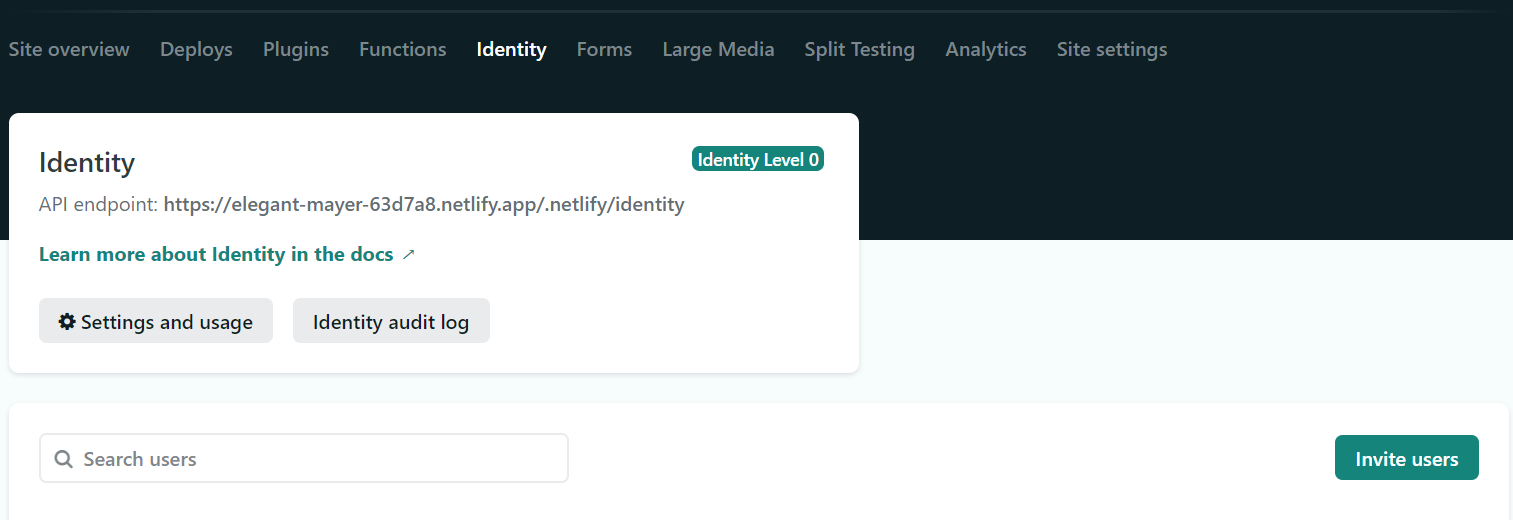 Site overview Deploys Plugins Functions Identity Forms Large Media Split Testing Analytics Site settings
Identity Identity Level 0
API endpoint: https://elegant-mayer-63d7a8.netlify.app/.netlify/identity
Learn more about Identity in the docs ↗
Settings and usage Identity audit log
Search users Invite users